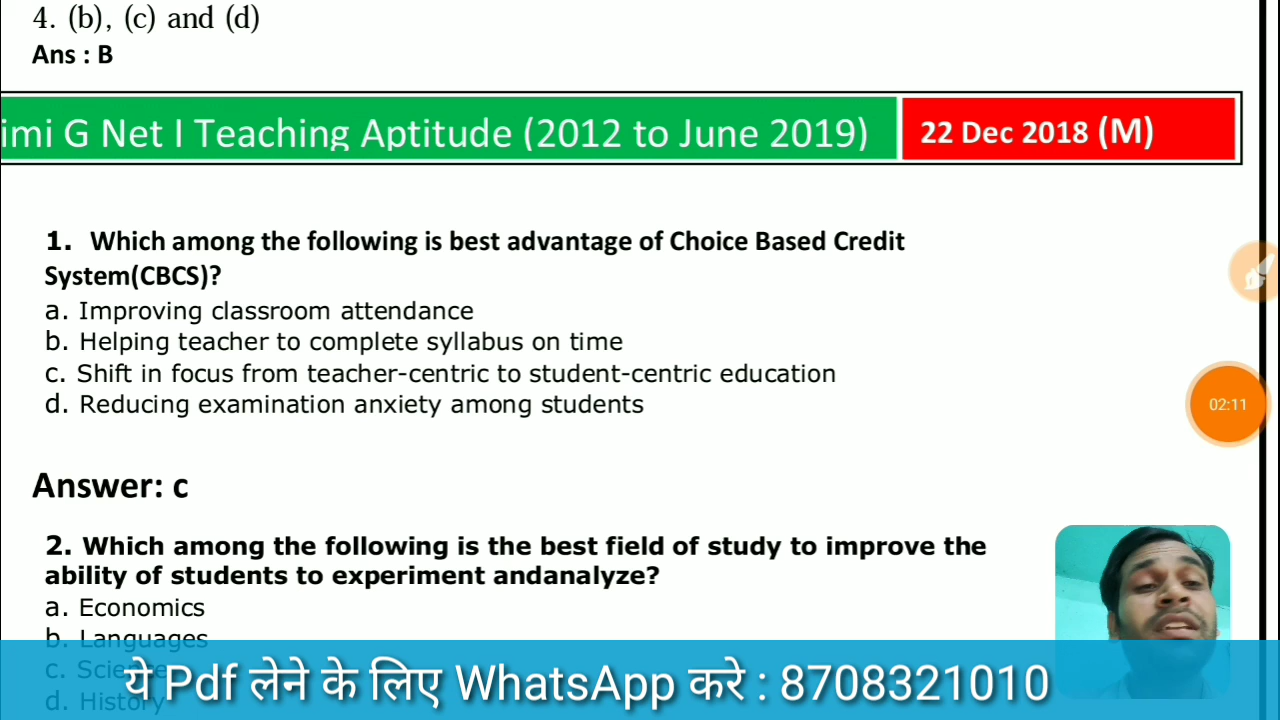 4. (b), (c) and (d)
Ans : B
imi G Net I Teaching Aptitude (2012 to June 2019)
22 Dec 2018 (M)
1. Which among the following is best advantage of Choice Based Credit
System(CBCS)?
a. Improving classroom attendance
b. Helping teacher to complete syllabus on time
c. Shift in focus from teacher-centric to student-centric education
d. Reducing examination anxiety among students
02:11
Answer: c
2. Which among the following is the best field of study to improve the
ability of students to experiment andanalyze?
a. Economics
b. Languages
c. Science
d. History
ये Pdf लेने के लिए WhatsApp करे : 8708321010